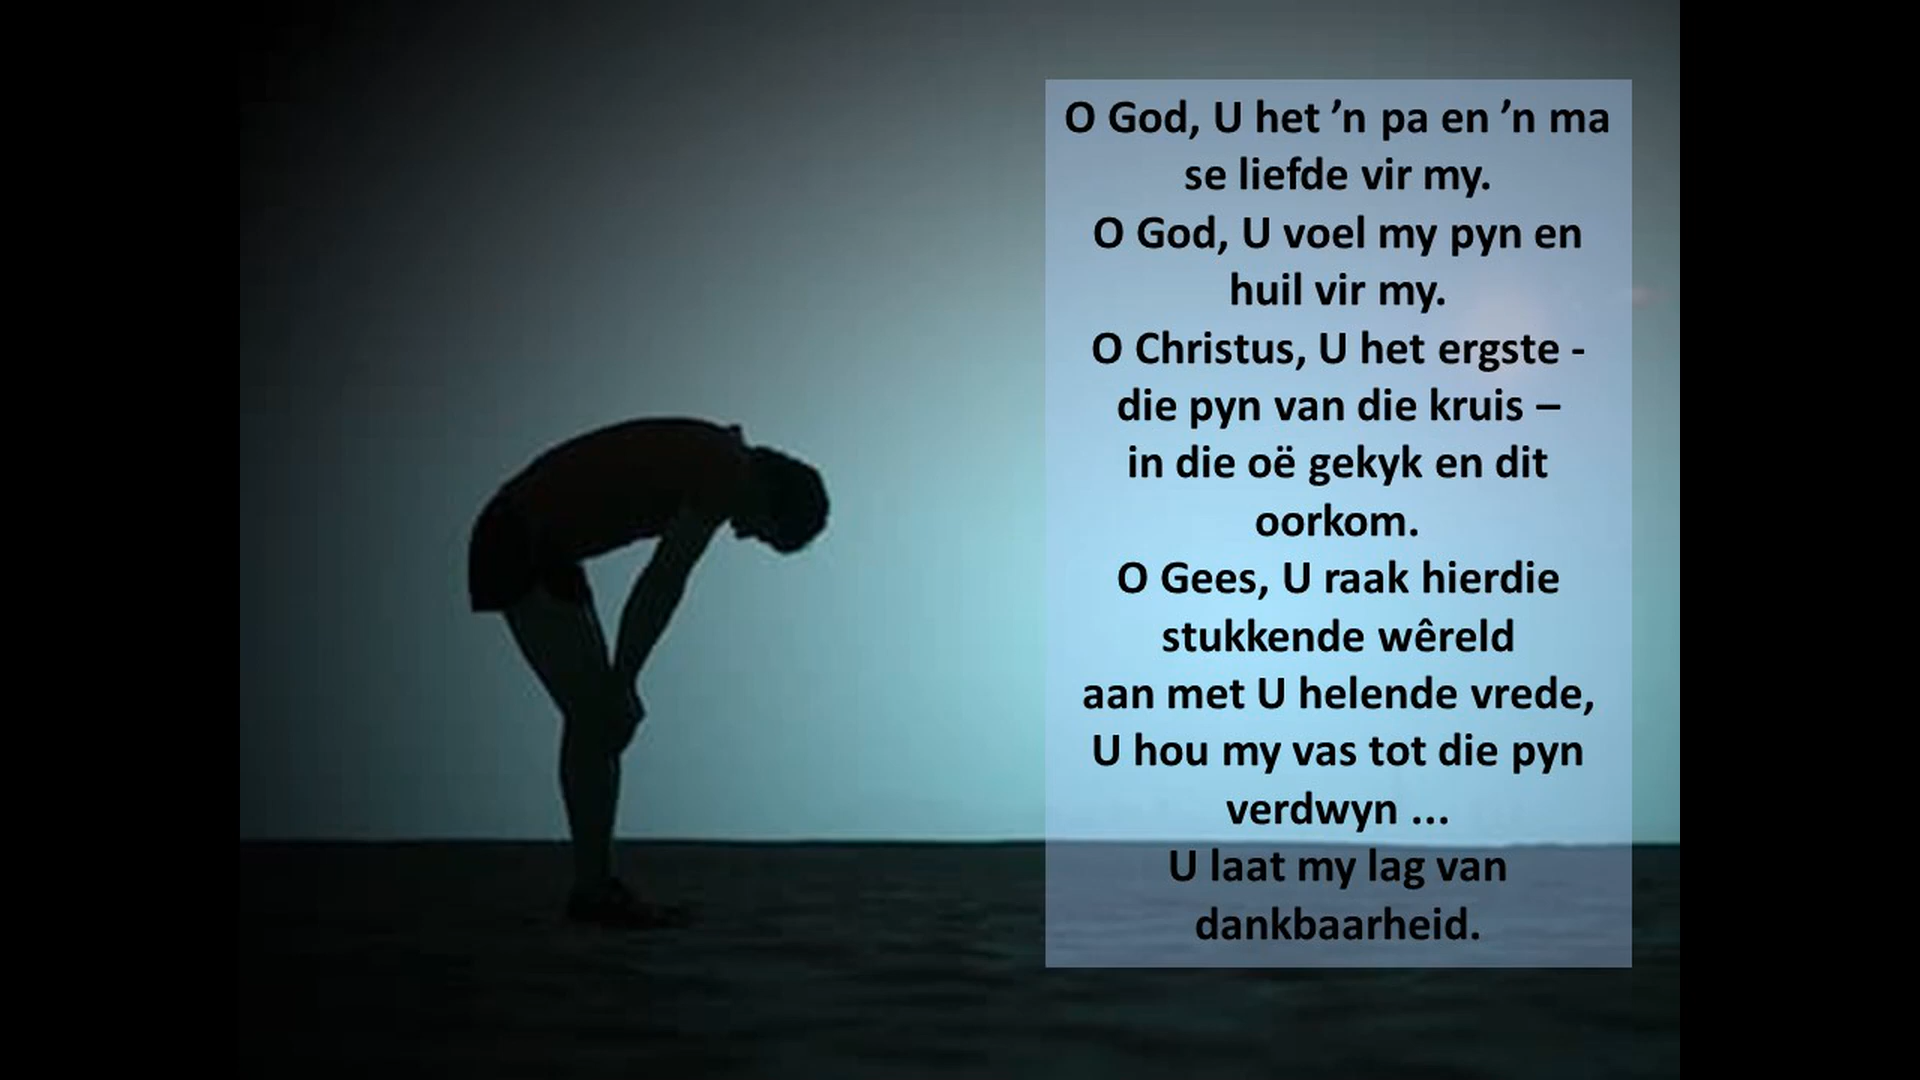 O God, U het ’n pa en ’n ma
se liefde vir my.
O God, U voel my pyn en
huil vir my.
O Christus, U het ergste -
die pyn van die kruis –
in die oë gekyk en dit
oorkom.
O Gees, U raak hierdie
stukkende wêreld
aan met U helende vrede,
U hou my vas tot die pyn
verdwyn ...
U laat my lag van
dankbaarheid.